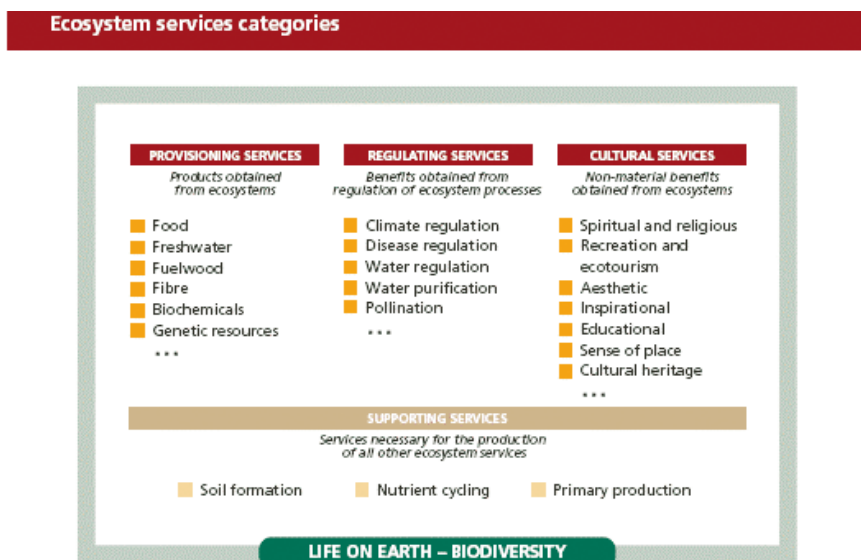 Ecosystem services categories
PROVISIONING SERVICES
Products obtained
from ecosystems
Food
Freshwater
Fuelwood
Fibre
Biochemicals
Genetic resources
...
REGULATING SERVICES
Benefits obtained from
regulation of ecosystem processes
Climate regulation
Disease regulation
Water regulation
Water purification
Pollination
...
CULTURAL SERVICES
Non-material benefits
obtained from ecosystems
Spiritual and religious
Recreation and
ecotourism
Aesthetic
Inspirational
Educational
Sense of place
Cultural heritage
...
SUPPORTING SERVICES
Services necessary for the production
of all other ecosystem services
Soil formation
Nutrient cycling
Primary production
LIFE ON EARTH – BIODIVERSITY